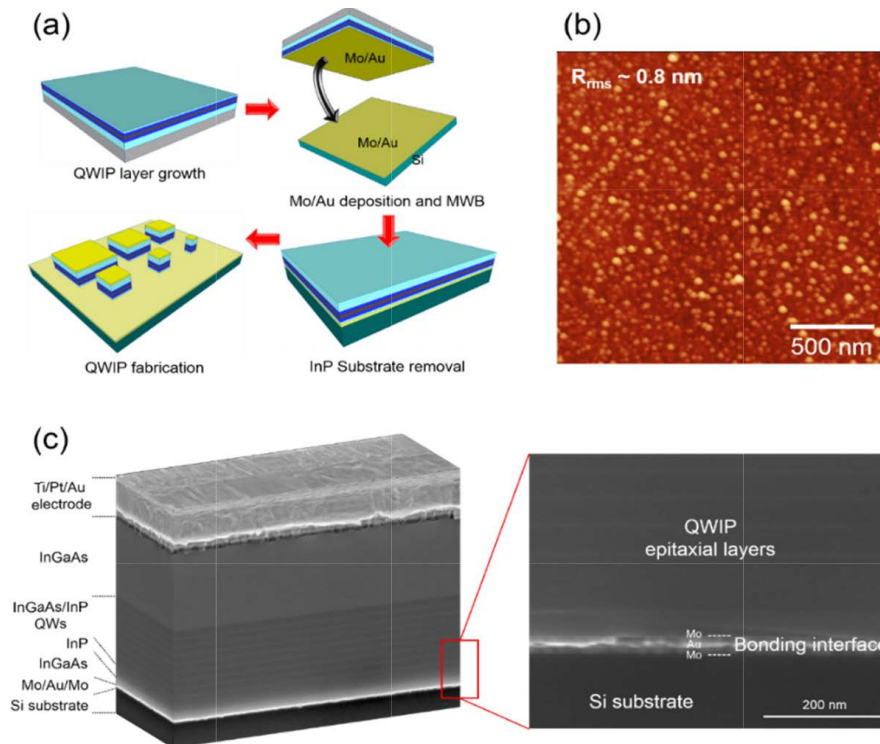 (a)
Mo/Au
Mo/Au
Si
QWIP layer growth
Mo/Au deposition and MWB
QWIP fabrication
InP Substrate removal
(b)
Rrms ~ 0.8 nm
500 nm
(c)
Ti/Pt/Au
electrode
InGaAs
InGaAs/InP
QWs
InP
InGaAs
Mo/Au/Mo
Si substrate
QWIP
epitaxial layers
Mo
Au
Mo
Bonding interface
Si substrate
200 nm